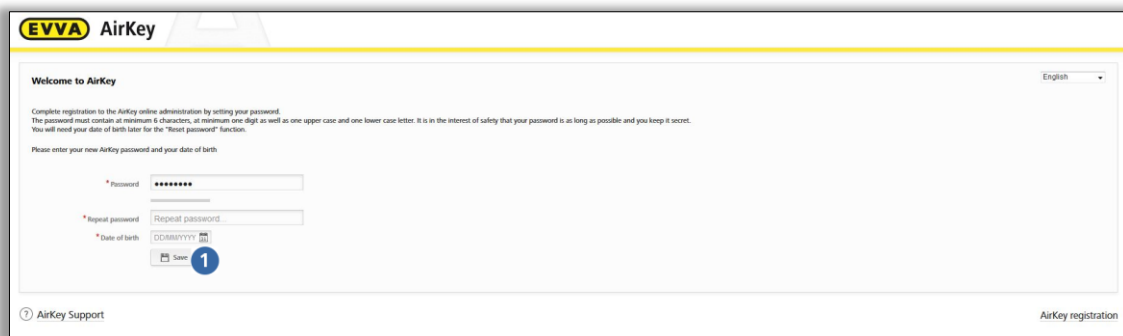 EVVA AirKey
Welcome to AirKey
English
Complete registration to the AirKey online administration by setting your password.
The password must contain at minimum 6 characters, at minimum one digit as well as one upper case and one lower case letter. It is in the interest of safety that your password is as long as possible and you keep it secret.
You will need your date of birth later for the "Reset password" function.
Please enter your new AirKey password and your date of birth
* Password ••••••••
* Repeat password Repeat password...
* Date of birth DD/MM/YYYY
Save 1
? AirKey Support
AirKey registration